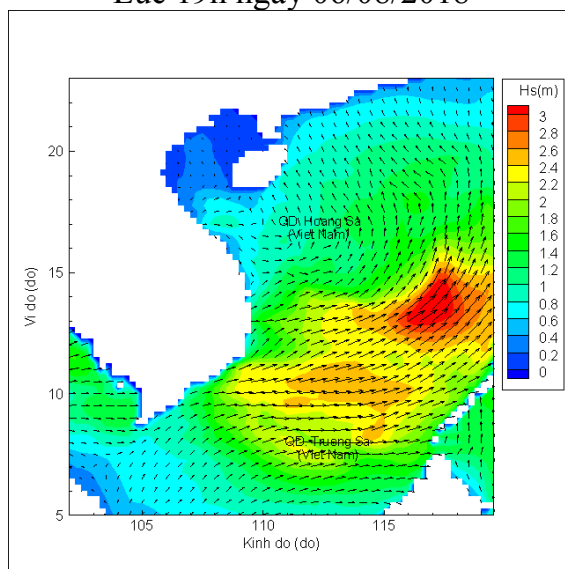 Lúc 19h ngày 06/08/2018
Hs(m)
3
2.8
2.6
2.4
2.2
2
1.8
1.6
1.4
1.2
1
0.8
0.6
0.4
0.2
0
20
15
10
5
Vi do (do)
QD. Hoang Sa
(Viet Nam)
QD. Truong Sa
(Viet Nam)
105
110
115
Kinh do (do)